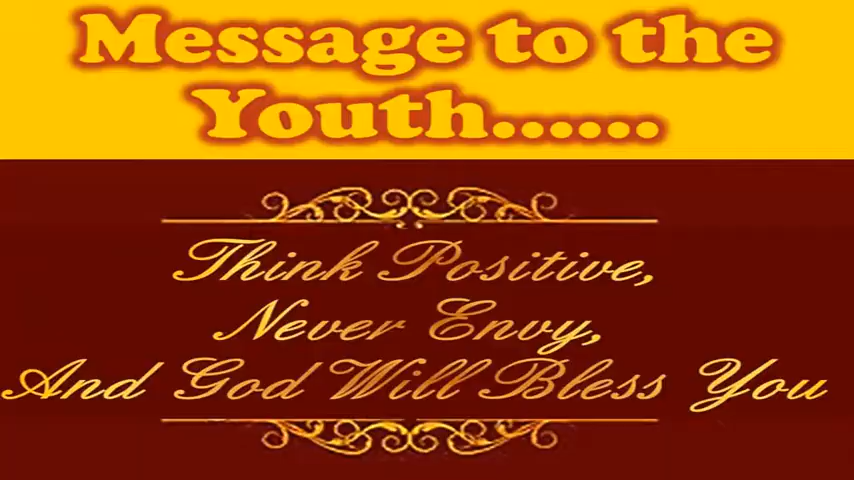 Message to the
Youth......
Think Positive,
Never Envy,
And God Will Bless You